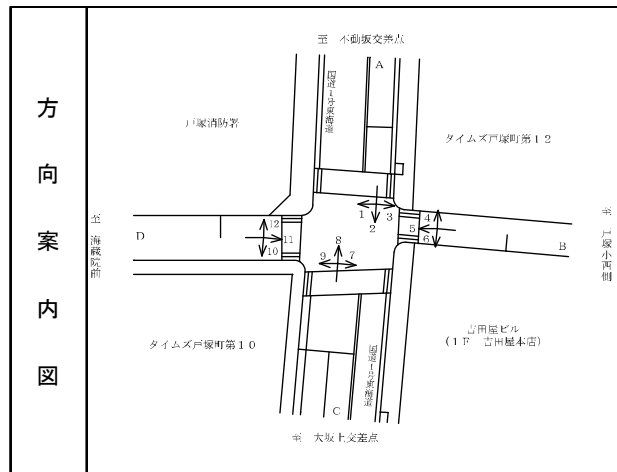 方向案内図
至 不動坂交差点
A
国道1号東海道
戸塚消防署
タイムズ戸塚町第12
1
2
3
4
5
6
B
至 戸塚小西側
12
11
10
D
至 海蔵院前
8
9
7
タイムズ戸塚町第10
吉田屋ビル
(1F 吉田屋本店)
国道1号東海道
C
至 大坂上交差点